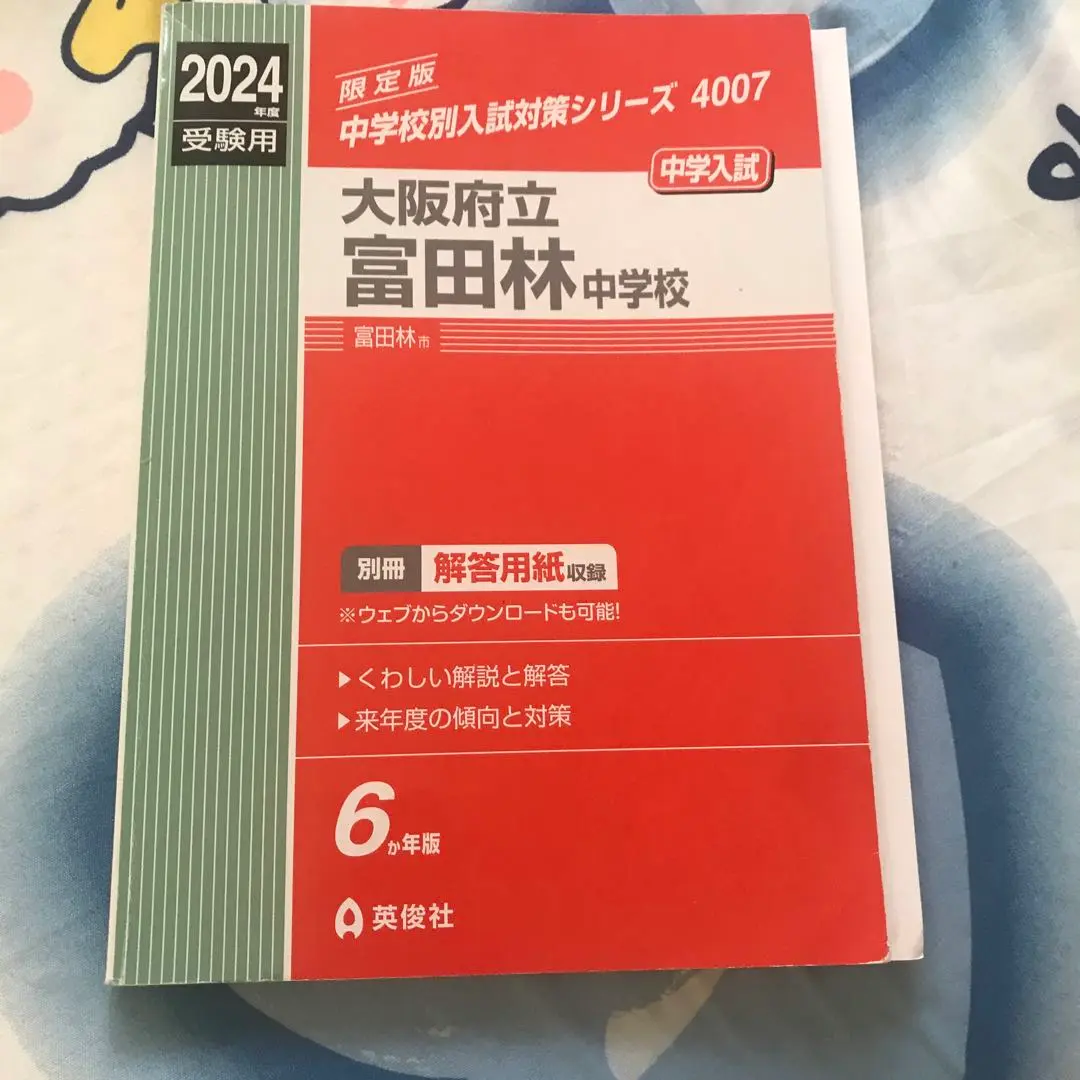 2024
年度
受験用
限定版
中学校別入試対策シリーズ 4007
中学入試
大阪府立
富田林中学校
富田林市
別冊 解答用紙収録
※ウェブからダウンロードも可能!
▶くわしい解説と解答
▶来年度の傾向と対策
6か年版
英俊社